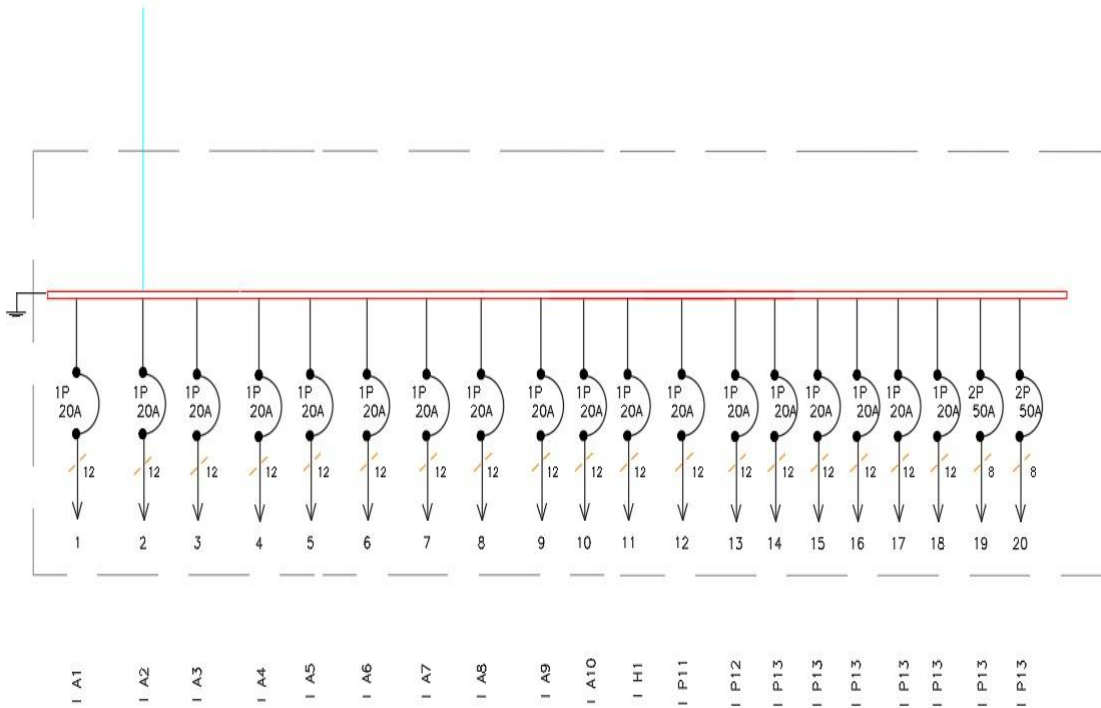 1P 1P 1P 1P 1P 1P 1P 1P 1P 1P 1P 1P 1P 1P 1P 1P 1P 1P 2P 2P
20A 20A 20A 20A 20A 20A 20A 20A 20A 20A 20A 20A 20A 20A 20A 20A 20A 20A 50A 50A
12 12 12 12 12 12 12 12 12 12 12 12 12 12 12 12 12 12 8 8
1 2 3 4 5 6 7 8 9 10 11 12 13 14 15 16 17 18 19 20
I A1
I A2
I A3
I A4
I A5
I A6
I A7
I A8
I A9
I A10
I H1
I P11
I P12
I P13
I P13
I P13
I P13
I P13
I P13
I P13